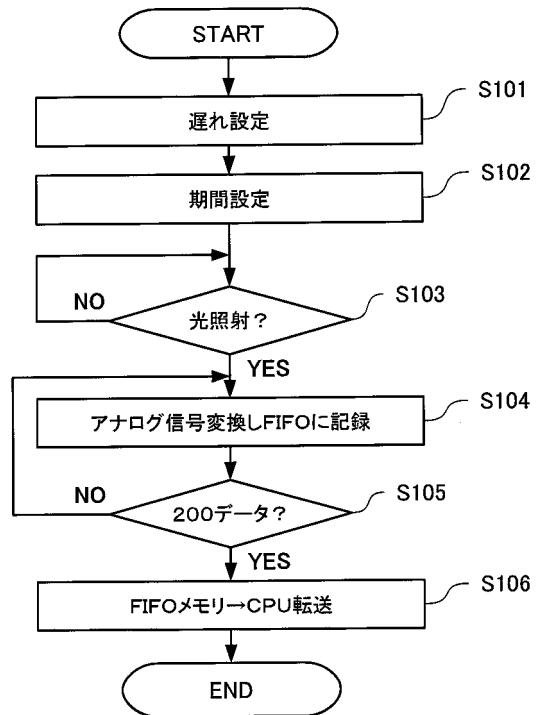 START
S101
遅れ設定
S102
期間設定
S103
NO
光照射？
YES
S104
アナログ信号変換しFIFOに記録
S105
NO
２００データ？
YES
S106
ＦＩＦＯメモリ→ＣＰＵ転送
END